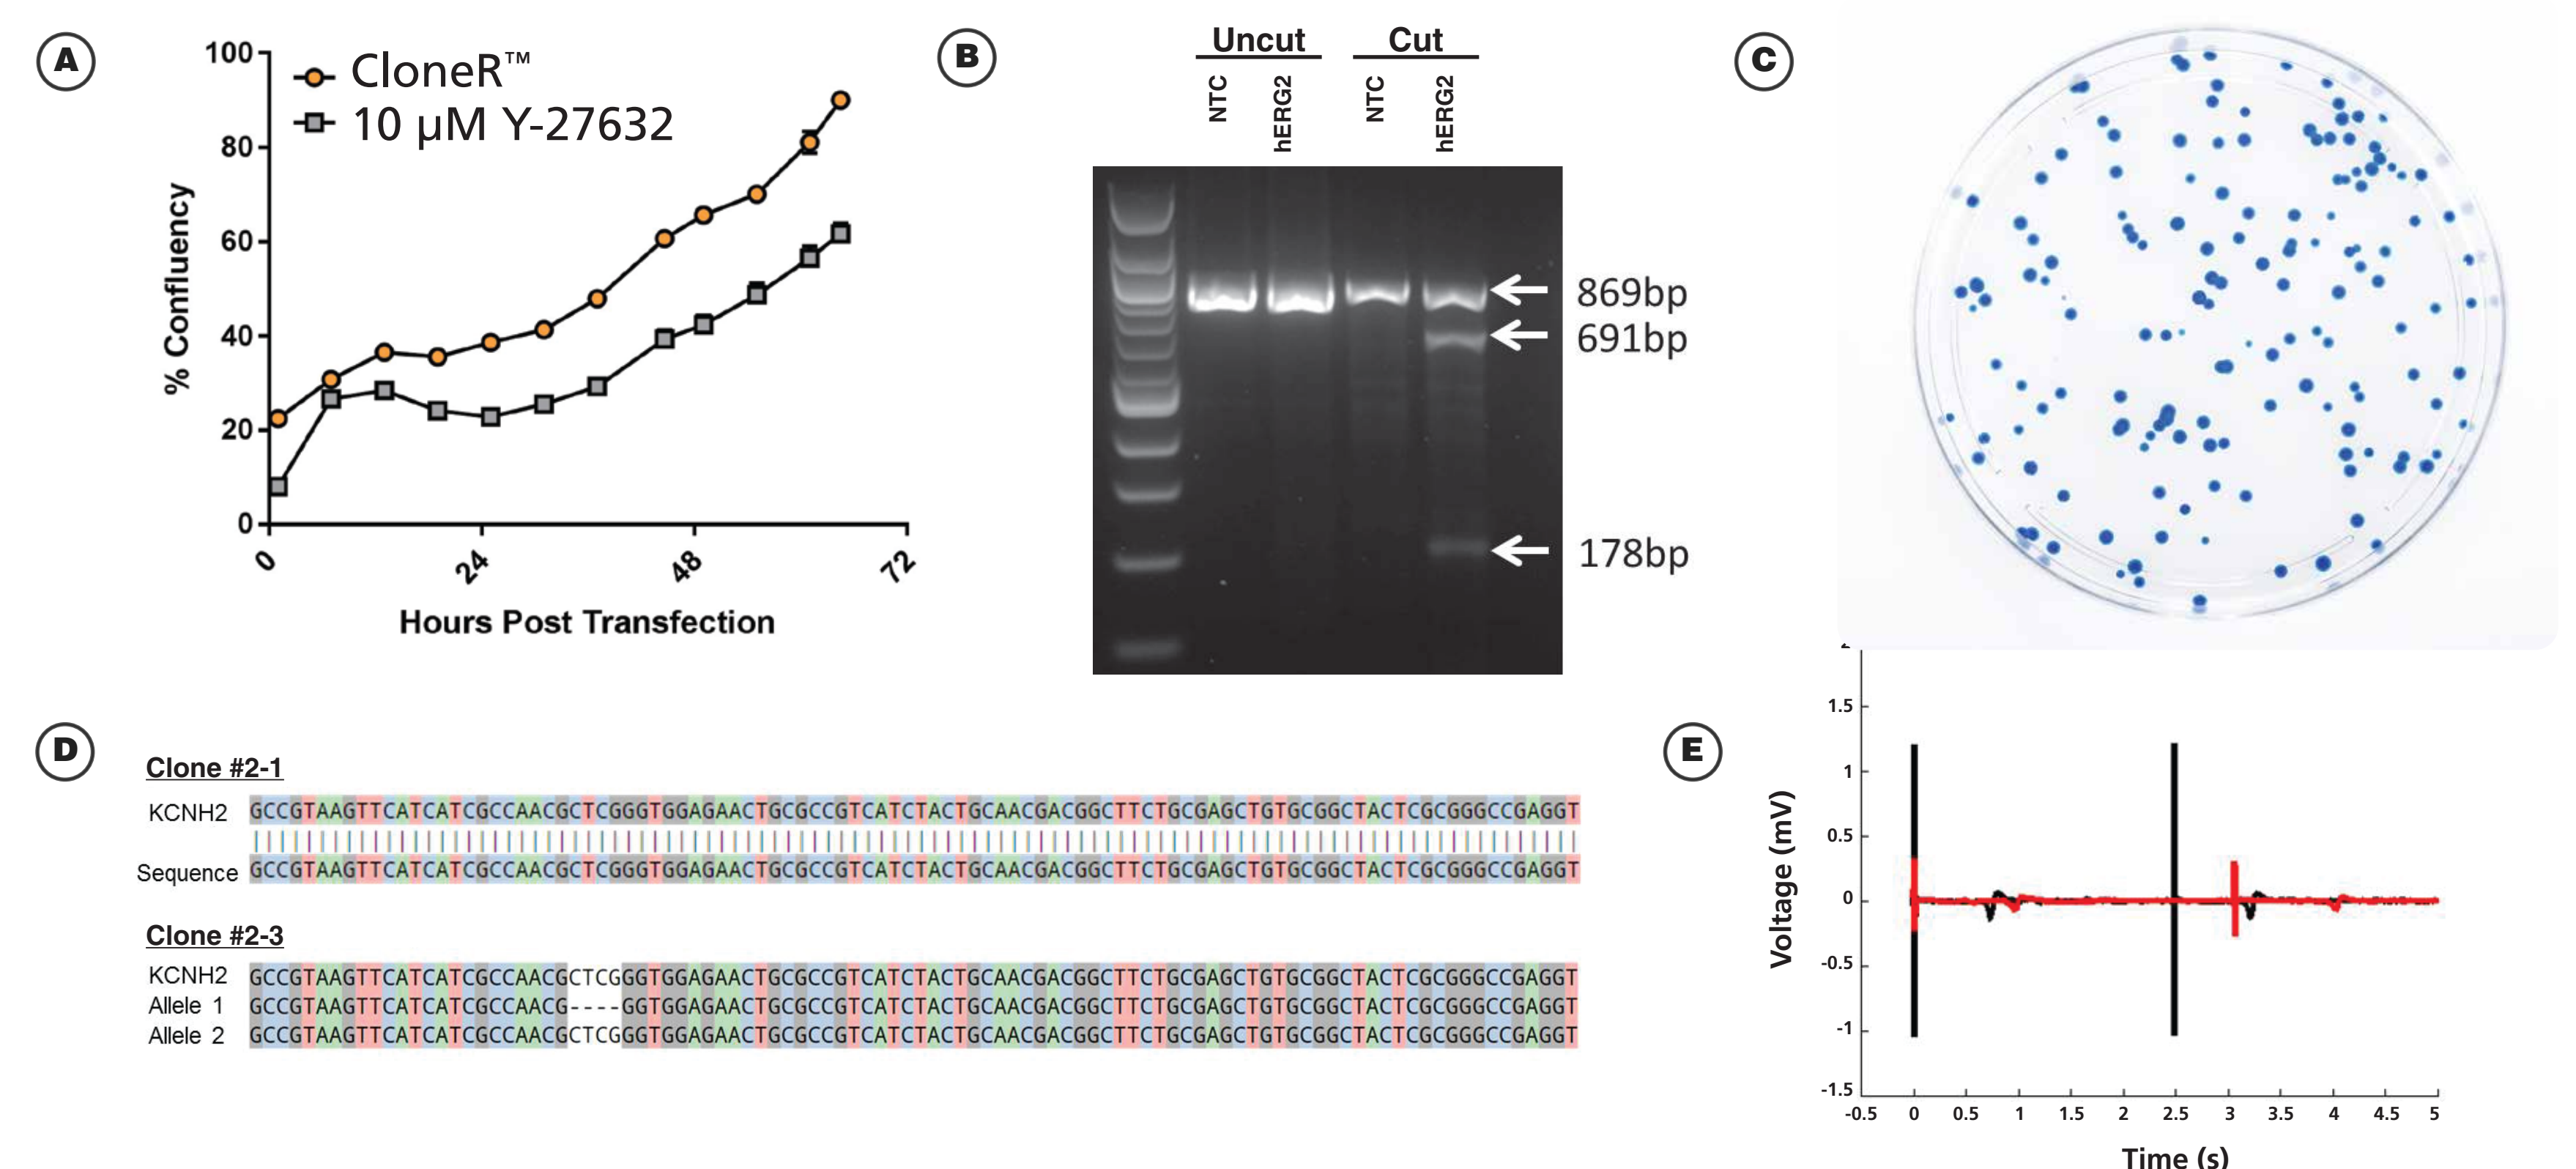 A
100
80
60
40
20
0
% Confluency
CloneR™
10 µM Y-27632
0
24
48
72
Hours Post Transfection
B
Uncut
Cut
NTC
hERG2
NTC
hERG2
869bp
691bp
178bp
C
D
Clone #2-1
KCNH2 GCCGTAAGTTCATCATCGCCAACGCTCGGGTGGAGAACTGCGCCGTCATCTACTGCAACGACGGCTTCTGCGAGCTGTGCGGCTACTCGCGGGCCGAGGT
Sequence GCCGTAAGTTCATCATCGCCAACGCTCGGGTGGAGAACTGCGCCGTCATCTACTGCAACGACGGCTTCTGCGAGCTGTGCGGCTACTCGCGGGCCGAGGT
Clone #2-3
KCNH2 GCCGTAAGTTCATCATCGCCAACGCTCGGGTGGAGAACTGCGCCGTCATCTACTGCAACGACGGCTTCTGCGAGCTGTGCGGCTACTCGCGGGCCGAGGT
Allele 1 GCCGTAAGTTCATCATCGCCAACG----GGTGGAGAACTGCGCCGTCATCTACTGCAACGACGGCTTCTGCGAGCTGTGCGGCTACTCGCGGGCCGAGGT
Allele 2 GCCGTAAGTTCATCATCGCCAACGCTCGGGTGGAGAACTGCGCCGTCATCTACTGCAACGACGGCTTCTGCGAGCTGTGCGGCTACTCGCGGGCCGAGGT
E
1.5
1
0.5
0
-0.5
-1
-1.5
Voltage (mV)
-0.5
0
0.5
1
1.5
2
2.5
3
3.5
4
4.5
5
Time (s)